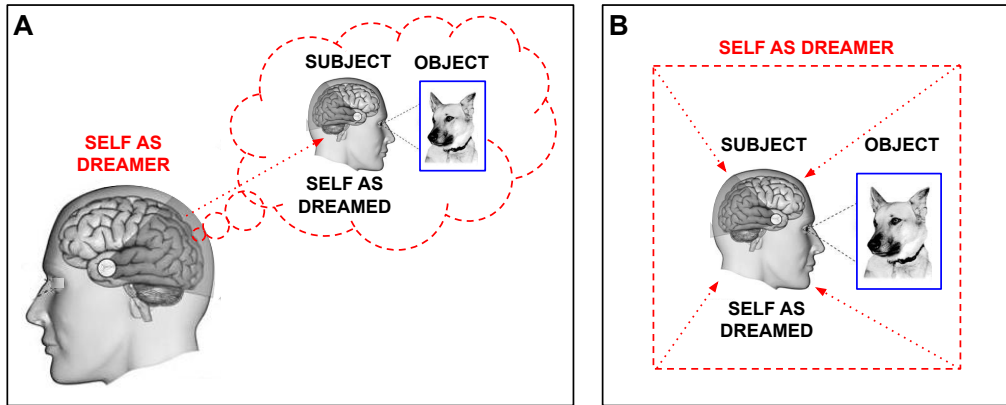 A
SUBJECT
OBJECT
SELF AS
DREAMER
SELF AS
DREAMED
B
SELF AS DREAMER
SUBJECT
OBJECT
SELF AS
DREAMED